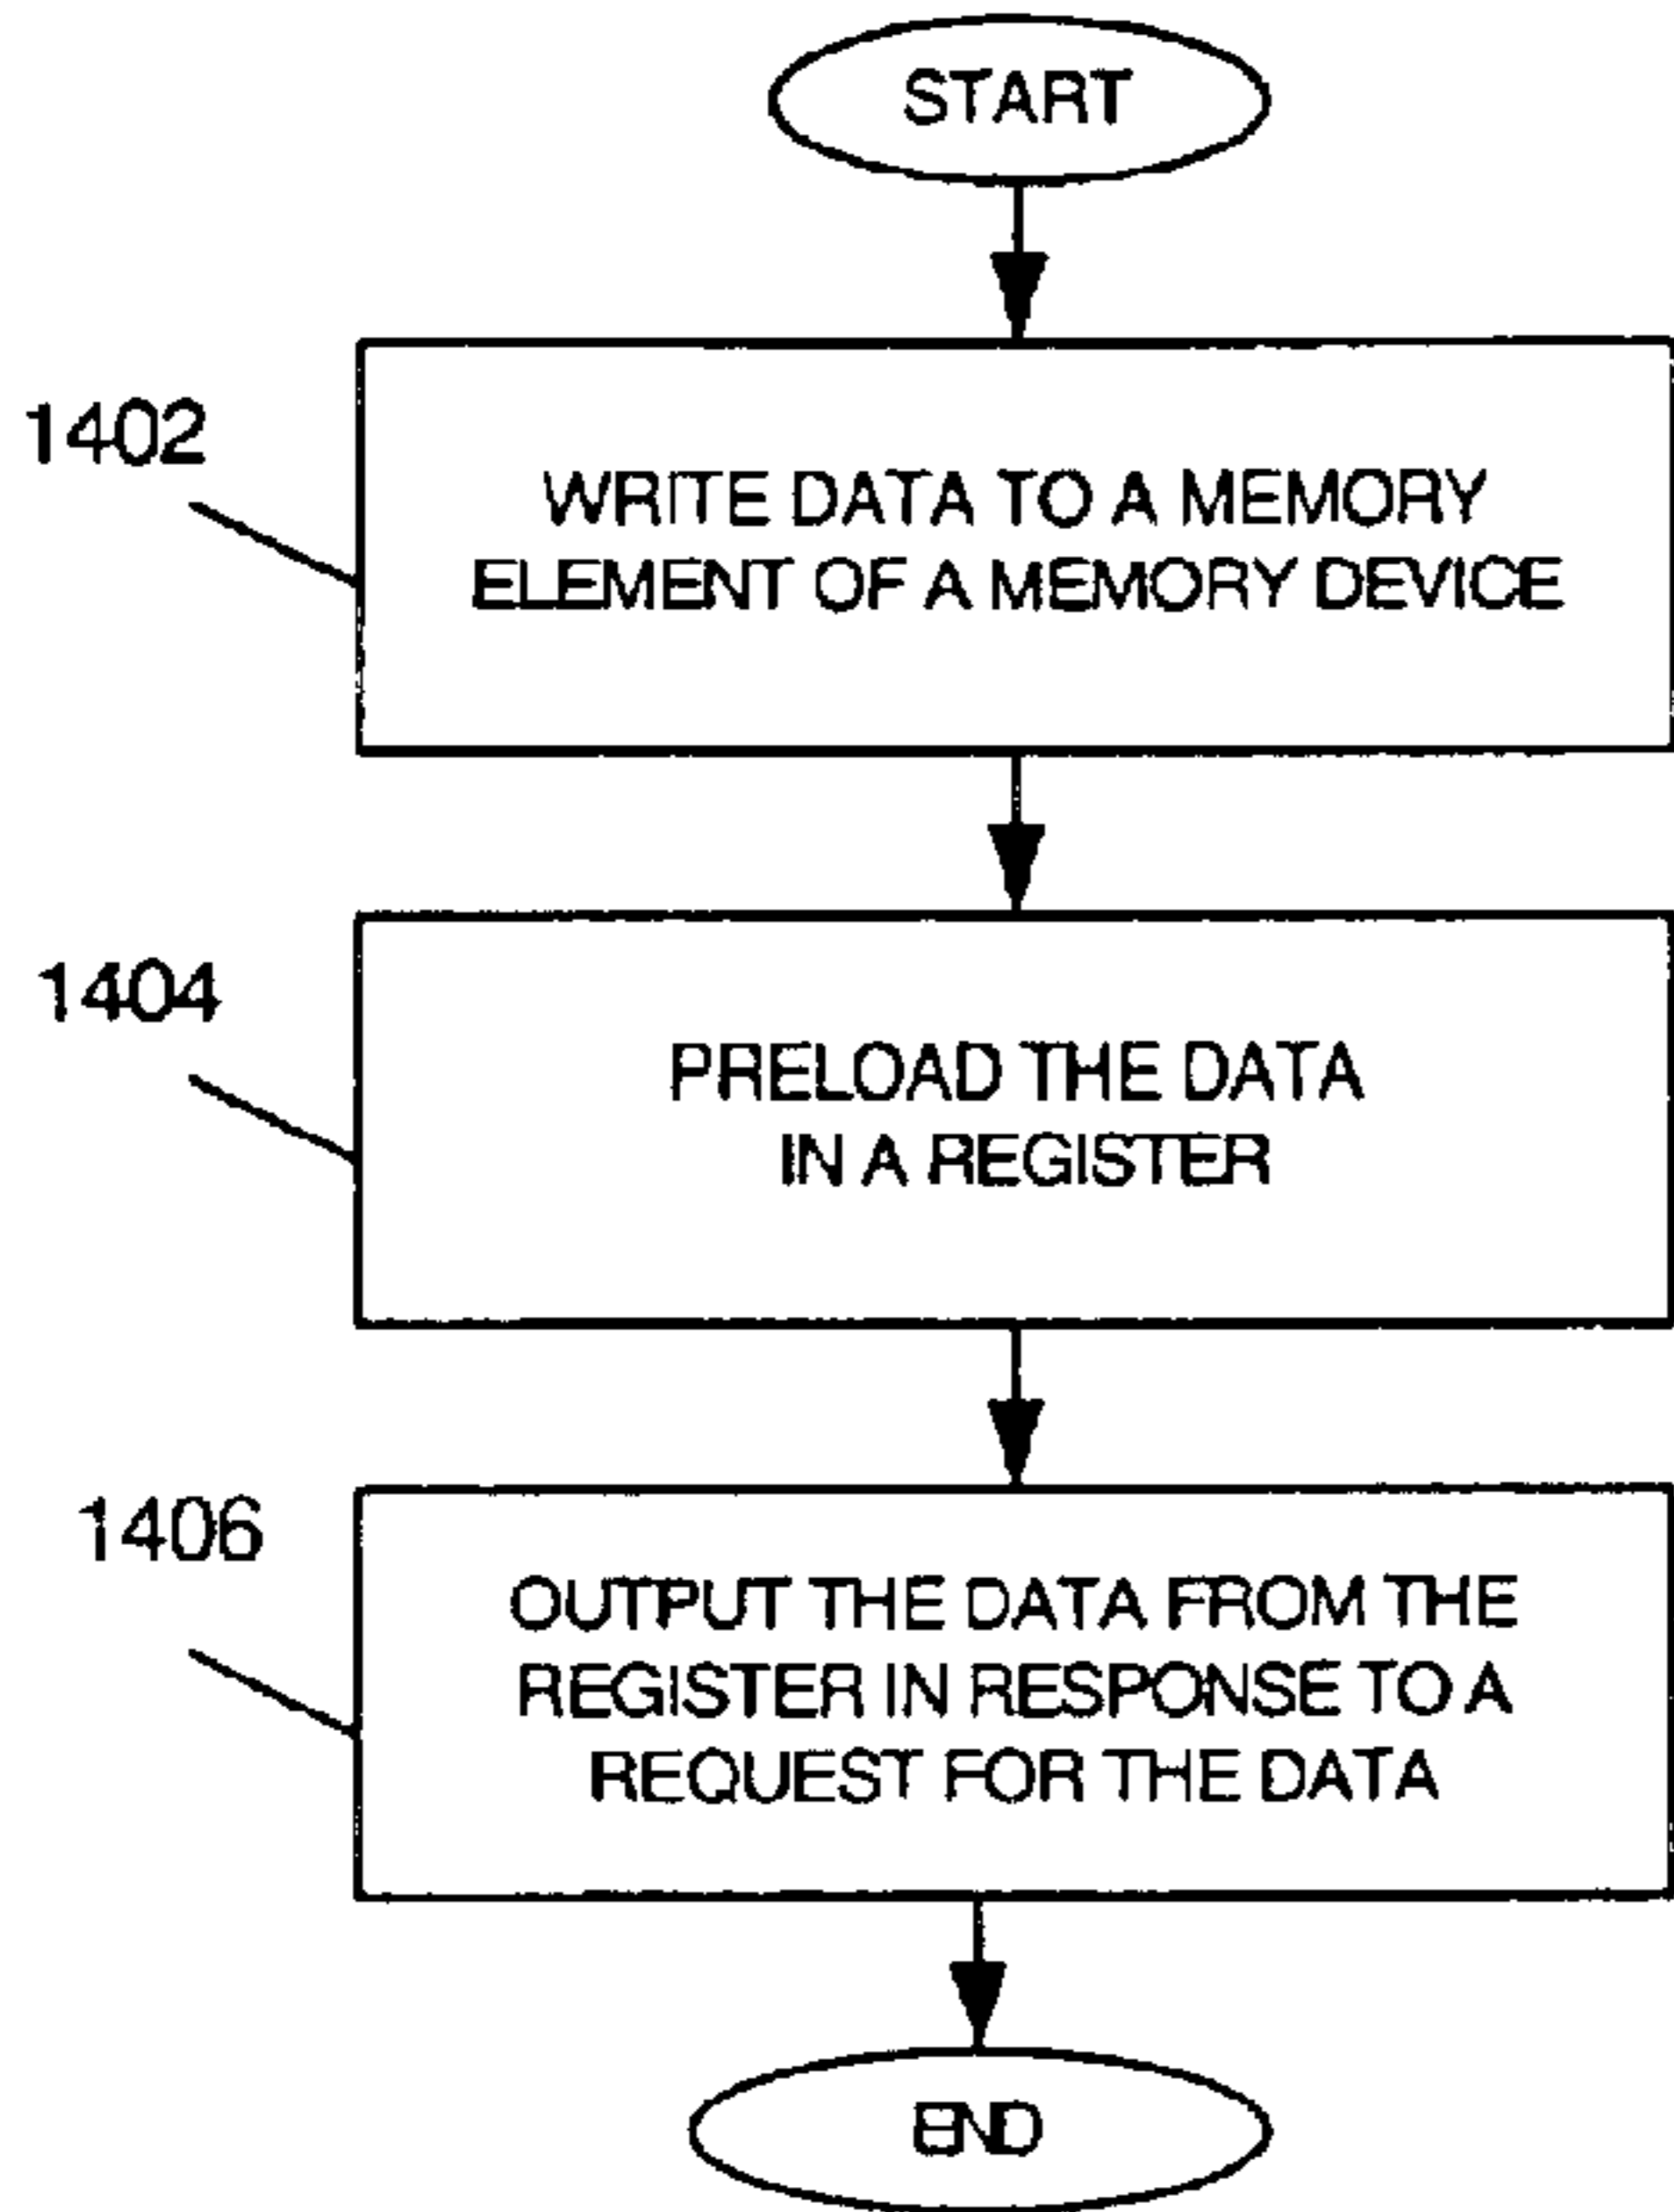 START
1402
WRITE DATA TO A MEMORY
ELEMENT OF A MEMORY DEVICE
1404
PRELOAD THE DATA
IN A REGISTER
1406
OUTPUT THE DATA FROM THE
REGISTER IN RESPONSE TO A
REQUEST FOR THE DATA
END